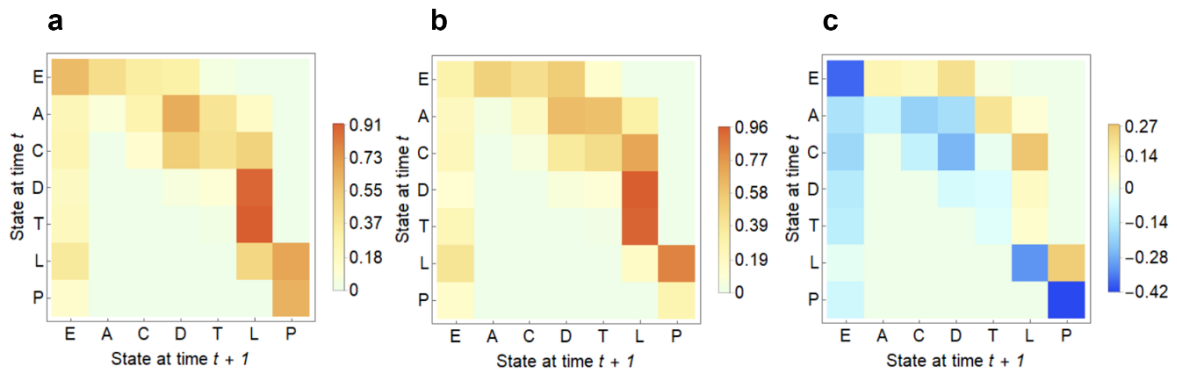 a
E
A
C
D
T
L
P
State at time t
E A C D T L P
State at time t + 1
0.91
0.73
0.55
0.37
0.18
0
b
E
A
C
D
T
L
P
State at time t
E A C D T L P
State at time t + 1
0.96
0.77
0.58
0.39
0.19
0
c
E
A
C
D
T
L
P
State at time t
E A C D T L P
State at time t + 1
0.27
0.14
0
−0.14
−0.28
−0.42